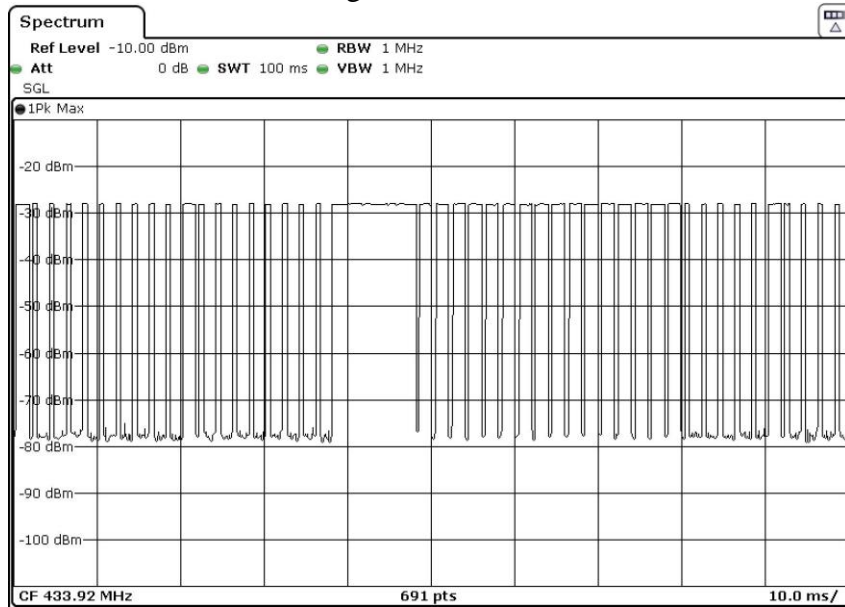 Spectrum
Ref Level -10.00 dBm RBW 1 MHz
Att 0 dB SWT 100 ms VBW 1 MHz
SGL
1Pk Max
-20 dBm
-30 dBm
-40 dBm
-50 dBm
-60 dBm
-70 dBm
-80 dBm
-90 dBm
-100 dBm
CF 433.92 MHz 691 pts 10.0 ms/